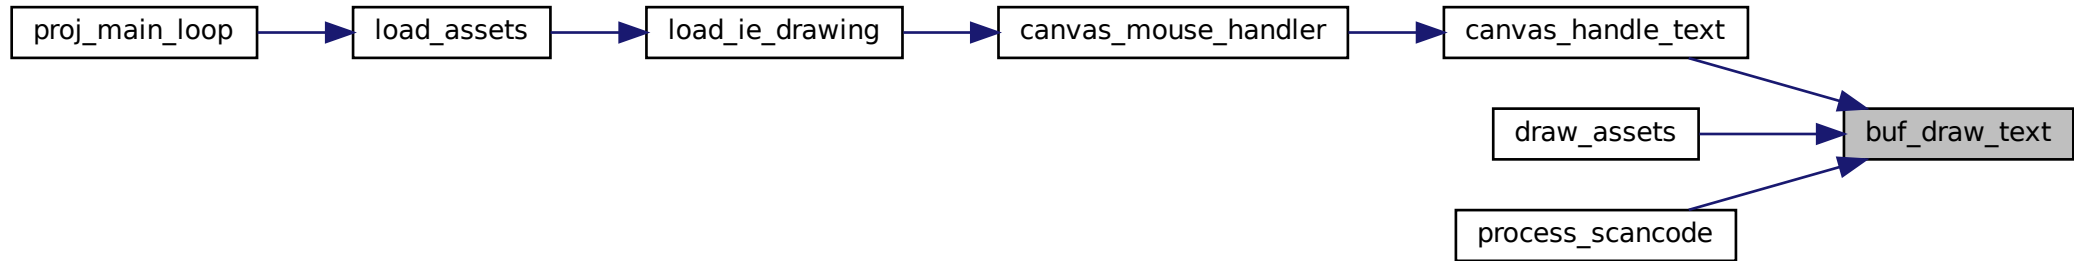 proj_main_loop
load_assets
load_ie_drawing
canvas_mouse_handler
canvas_handle_text
draw_assets
buf_draw_text
process_scancode